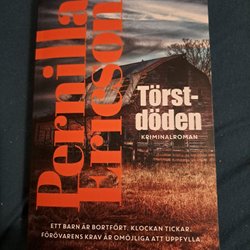 Pernilla
Ericson
Törst-
döden
KRIMINALROMAN
ETT BARN ÄR BORTFÖRT. KLOCKAN TICKAR.
FÖRÖVARENS KRAV ÄR OMÖJLIGA ATT UPPFYLLA.